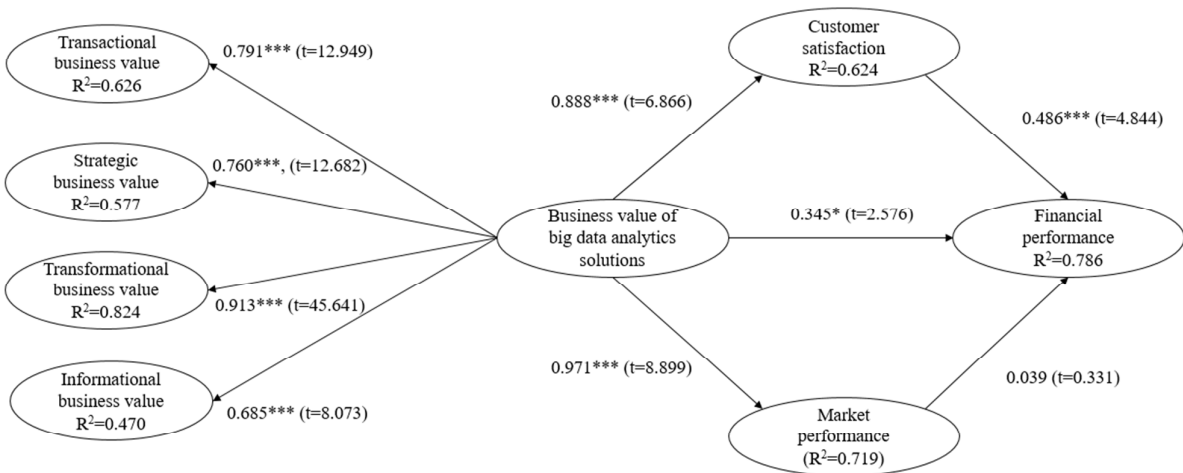 Transactional
business value
R²=0.626
0.791*** (t=12.949)
Strategic
business value
R²=0.577
0.760***, (t=12.682)
Transformational
business value
R²=0.824
0.913*** (t=45.641)
Informational
business value
R²=0.470
0.685*** (t=8.073)
Business value of
big data analytics
solutions
0.888*** (t=6.866)
Customer
satisfaction
R²=0.624
0.486*** (t=4.844)
0.345* (t=2.576)
Financial
performance
R²=0.786
0.971*** (t=8.899)
Market
performance
(R²=0.719)
0.039 (t=0.331)